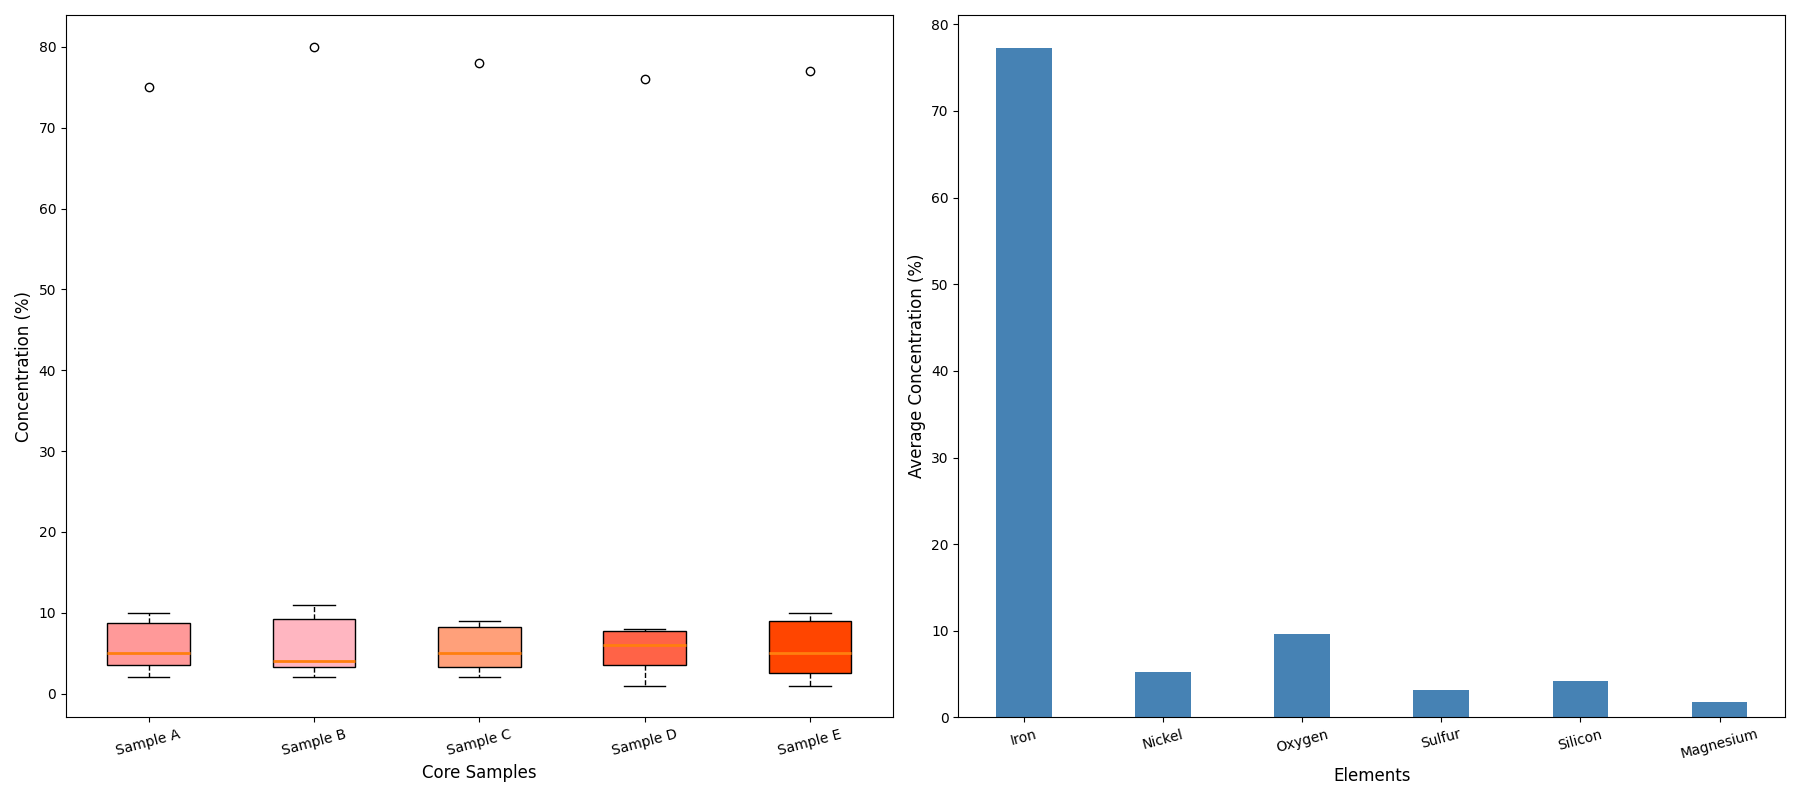 Concentration (%)
80
70
60
50
40
30
20
10
0
Sample A
Sample B
Sample C
Sample D
Sample E
Core Samples
Average Concentration (%)
80
70
60
50
40
30
20
10
0
Iron
Nickel
Oxygen
Sulfur
Silicon
Magnesium
Elements